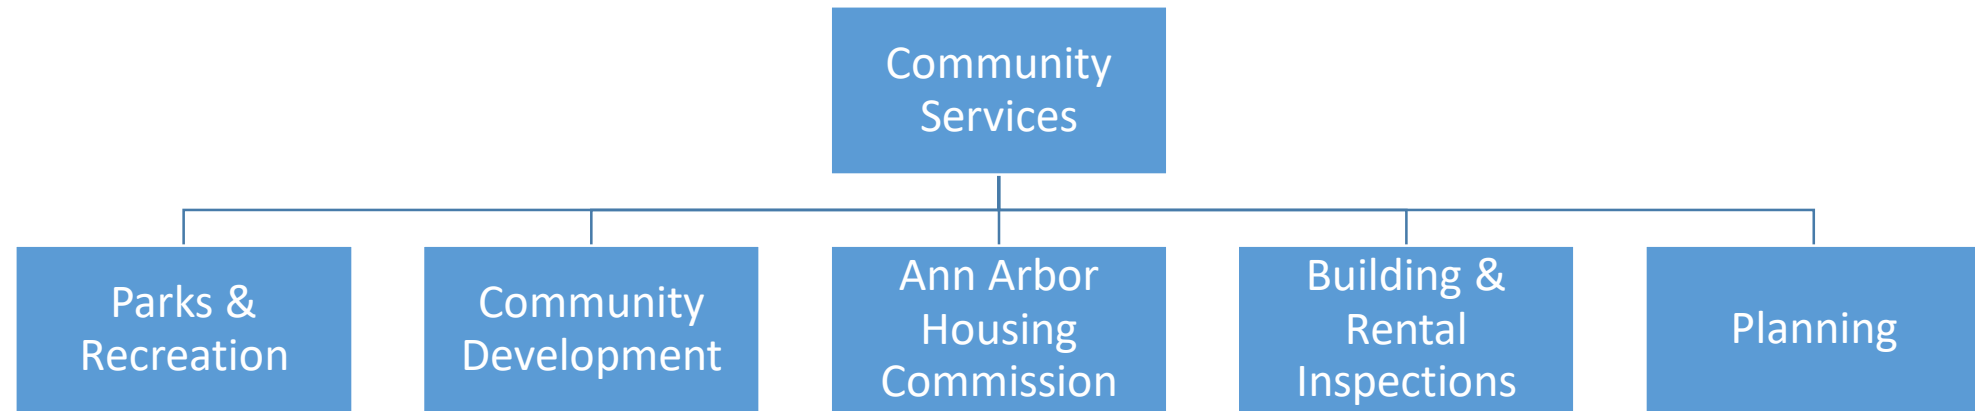 Community
Services
Parks &
Recreation
Community
Development
Ann Arbor
Housing
Commission
Building &
Rental
Inspections
Planning